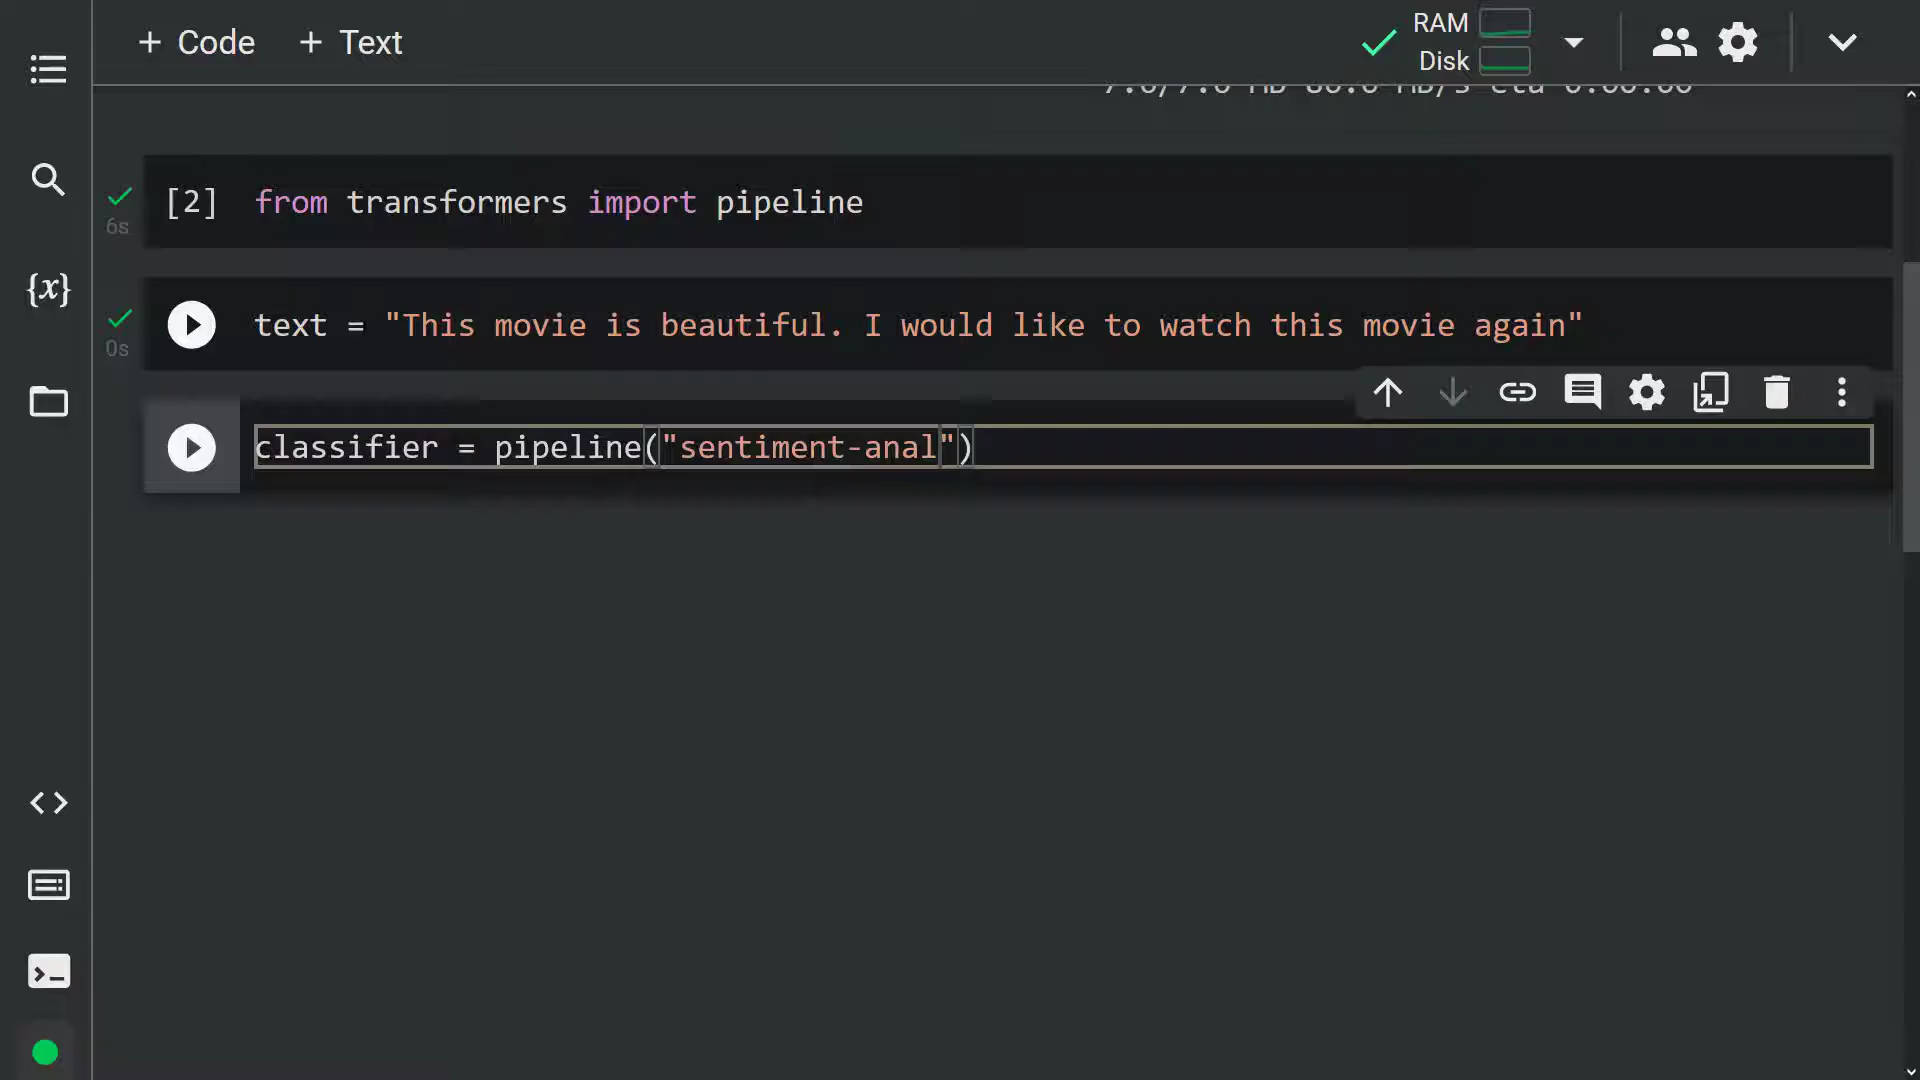 + Code + Text
RAM
Disk
[2] from transformers import pipeline
6s
{x}
text = "This movie is beautiful. I would like to watch this movie again"
0s
classifier = pipeline("sentiment-anal")